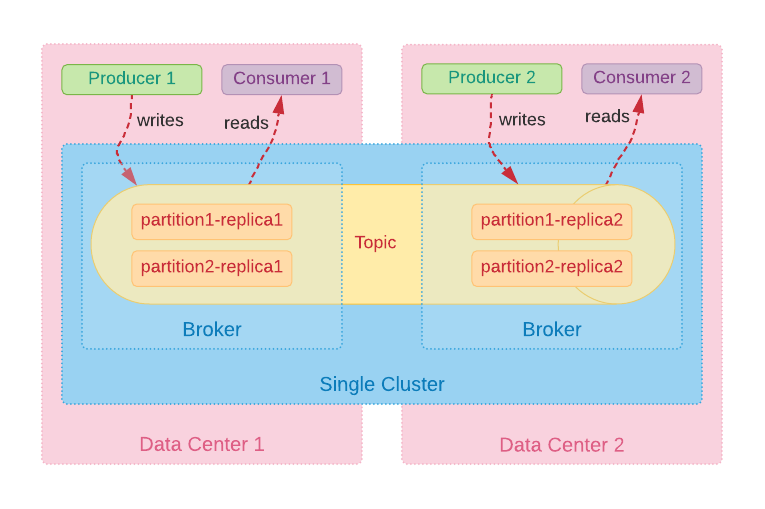 Producer 1
Consumer 1
Producer 2
Consumer 2
writes
reads
writes
reads
partition1-replica1
partition2-replica1
Topic
partition1-replica2
partition2-replica2
Broker
Broker
Single Cluster
Data Center 1
Data Center 2